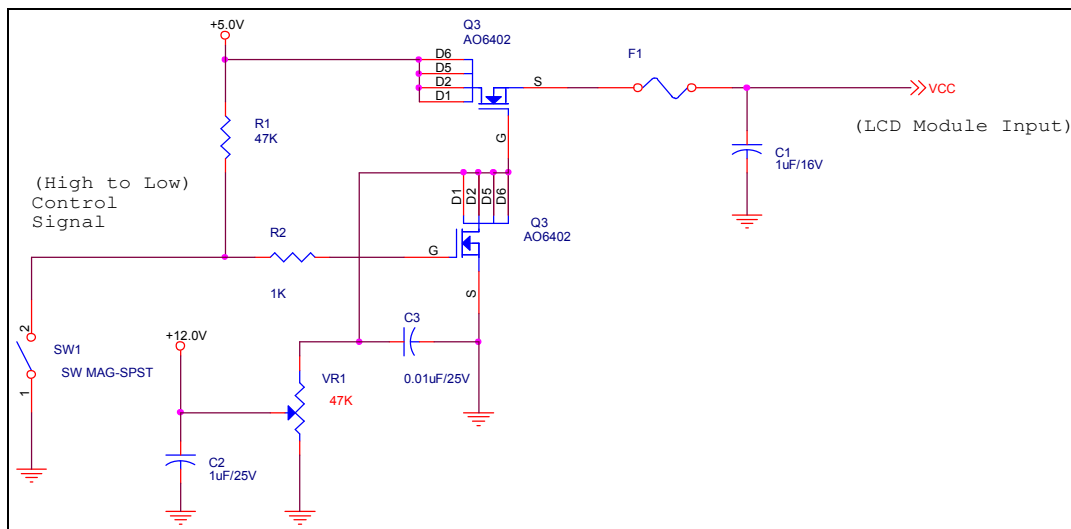 +5.0V
Q3
AO6402
D6
D5
D2
D1
S
G
F1
VCC
(LCD Module Input)
R1
47K
C1
1uF/16V
(High to Low)
Control
Signal
D1
D2
D5
D6
Q3
AO6402
R2
1K
G
S
2
SW1
SW MAG-SPST
1
+12.0V
C3
0.01uF/25V
VR1
47K
C2
1uF/25V